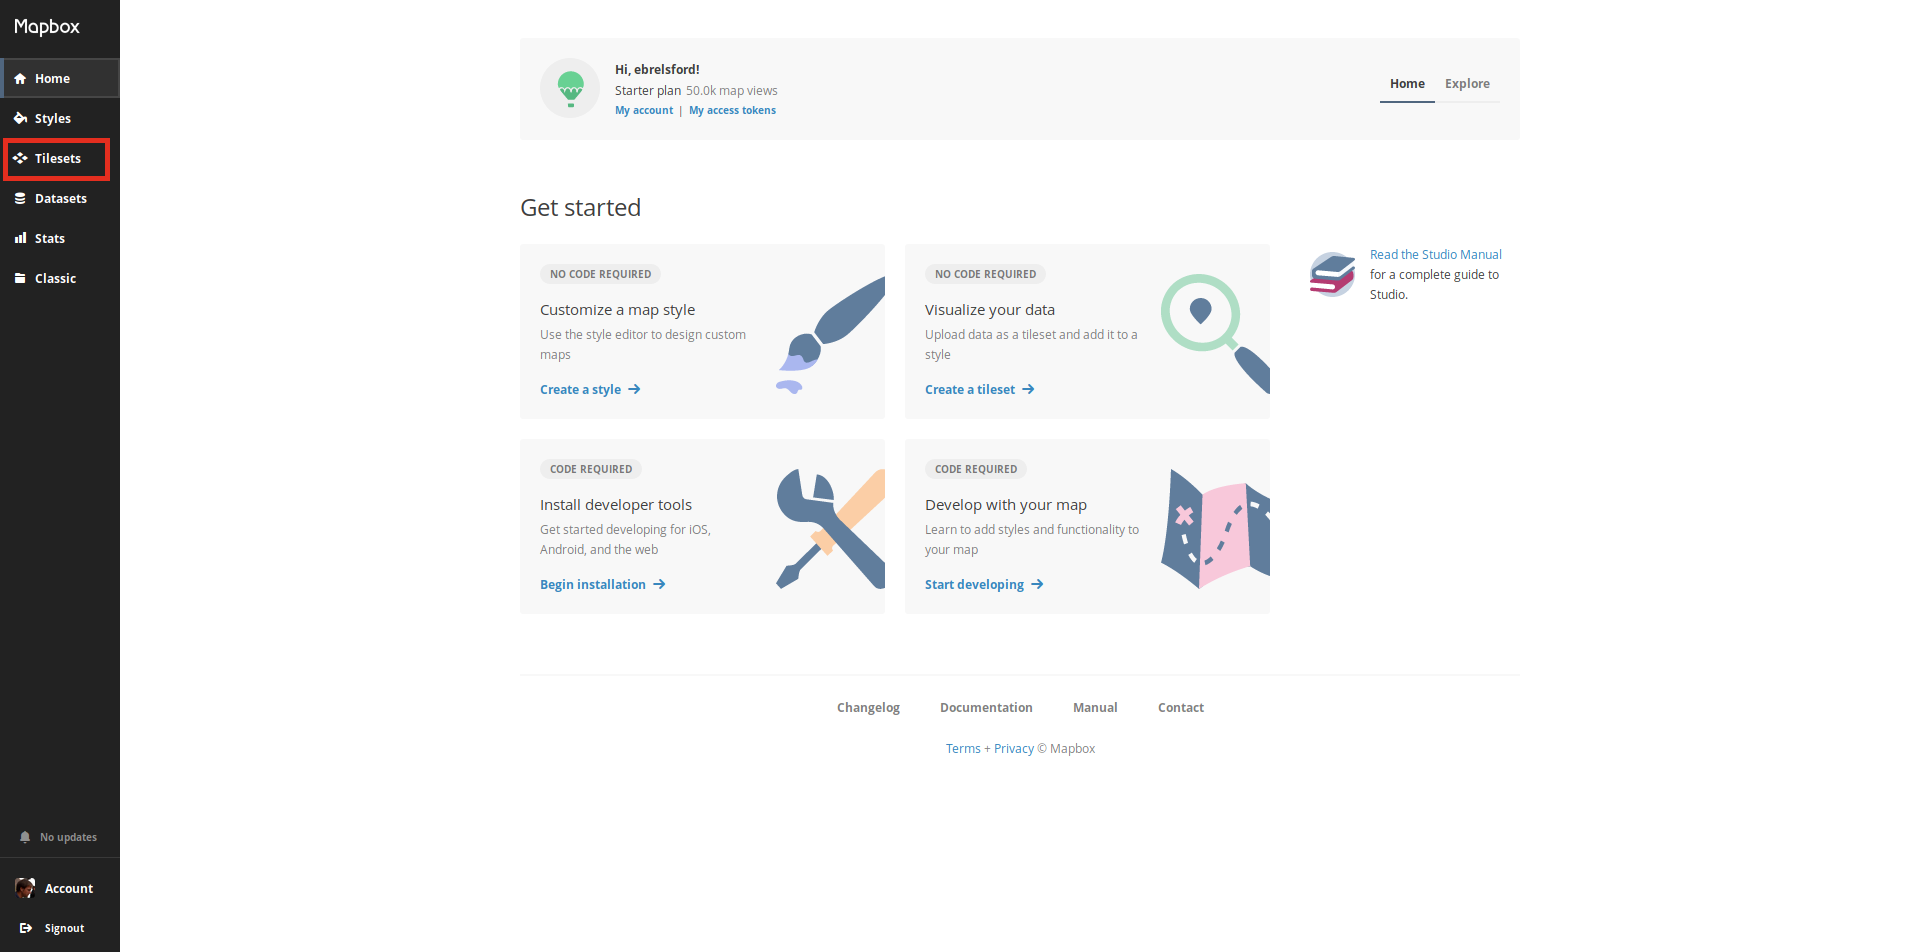 Mapbox
Home
Styles
Tilesets
Datasets
Stats
Classic
No updates
Account
Signout
Hi, ebrelsford!
Starter plan 50.0k map views
My account | My access tokens
Home Explore
Get started
NO CODE REQUIRED
Customize a map style
Use the style editor to design custom
maps
Create a style
NO CODE REQUIRED
Visualize your data
Upload data as a tileset and add it to a
style
Create a tileset
Read the Studio Manual
for a complete guide to
Studio.
CODE REQUIRED
Install developer tools
Get started developing for iOS,
Android, and the web
Begin installation
CODE REQUIRED
Develop with your map
Learn to add styles and functionality to
your map
Start developing
Changelog Documentation Manual Contact
Terms + Privacy © Mapbox